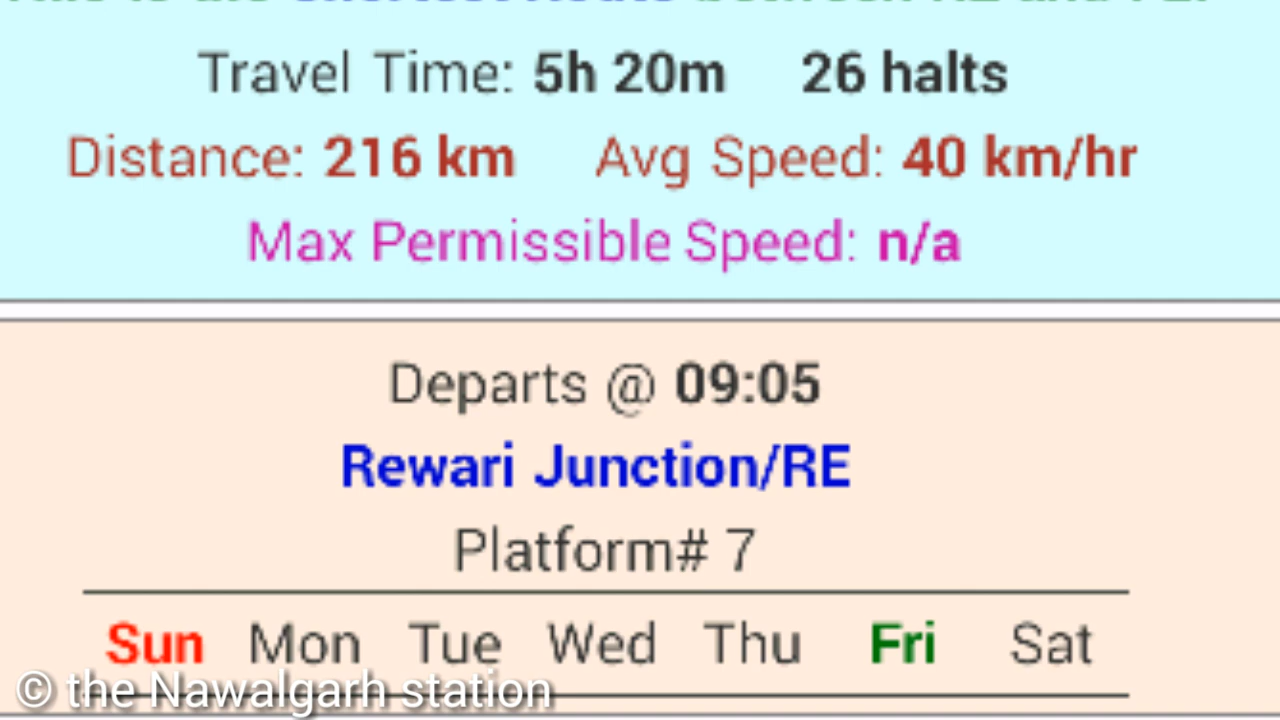 Travel Time: 5h 20m 26 halts
Distance: 216 km Avg Speed: 40 km/hr
Max Permissible Speed: n/a
Departs @ 09:05
Rewari Junction/RE
Platform# 7
Sun Mon Tue Wed Thu Fri Sat
© the Nawalgarh station